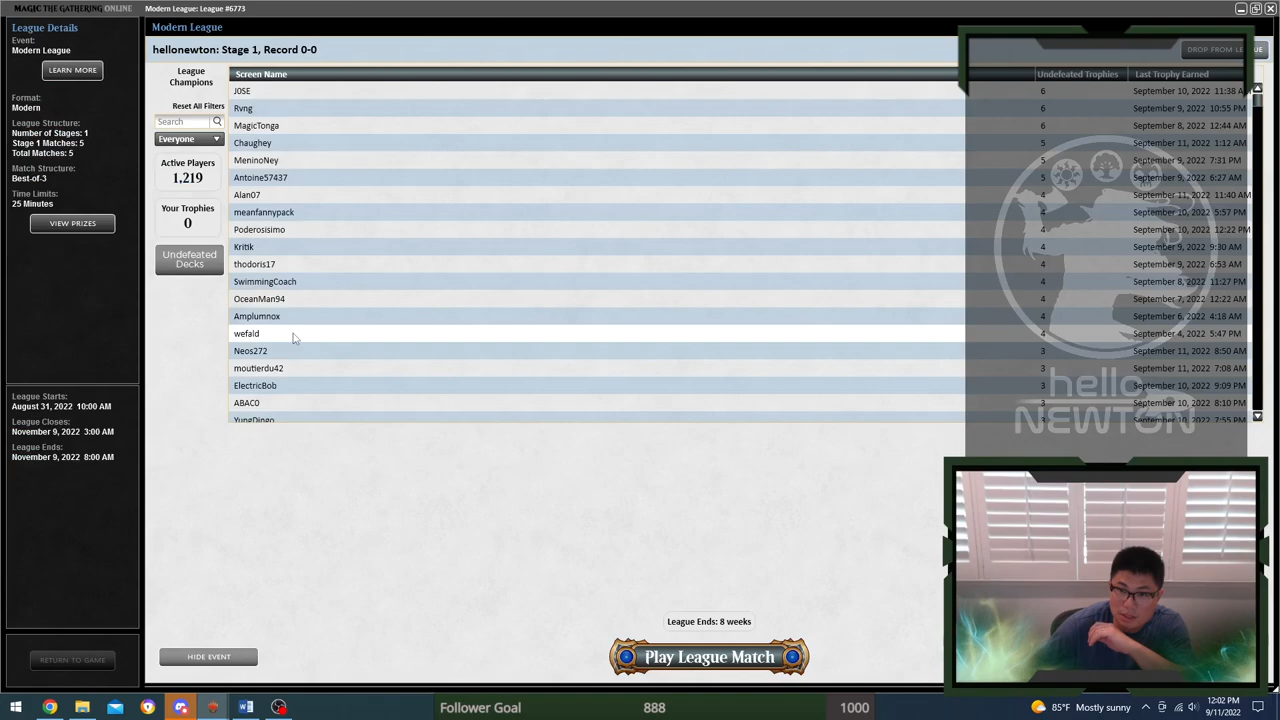 MAGIC THE GATHERING ONLINE
Modern League: League #6773
League Details
Event:
Modern League
LEARN MORE
Format:
Modern
League Structure:
Number of Stages: 1
Stage 1 Matches: 5
Total Matches: 5
Match Structure:
Best-of-3
Time Limits:
25 Minutes
VIEW PRIZES
League Starts:
August 31, 2022 10:00 AM
League Closes:
November 9, 2022 3:00 AM
League Ends:
November 9, 2022 8:00 AM
RETURN TO GAME
Modern League
hellonewton: Stage 1, Record 0-0
League
Champions
Reset All Filters
Search
Everyone
Active Players
1,219
Your Trophies
0
Undefeated
Decks
Screen Name Undefeated Trophies Last Trophy Earned
J0SE 6 September 10, 2022 11:38 AM
Rvng 6 September 9, 2022 10:55 PM
MagicTonga 6 September 8, 2022 12:44 AM
Chaughey 5 September 11, 2022 1:12 AM
MeninoNey 5 September 9, 2022 7:31 PM
Antoine57437 5 September 9, 2022 6:27 AM
Alan07 4 September 11, 2022 11:40 AM
meanfannypack 4 September 10, 2022 5:57 PM
Poderosisimo 4 September 10, 2022 12:22 PM
Kritik 4 September 9, 2022 9:30 AM
thodoris17 4 September 9, 2022 6:53 AM
SwimmingCoach 4 September 8, 2022 11:27 PM
OceanMan94 4 September 7, 2022 12:22 AM
Amplumnox 4 September 6, 2022 4:18 AM
wefald 4 September 4, 2022 5:47 PM
Neos272 3 September 11, 2022 8:50 AM
moutierdu42 3 September 11, 2022 7:08 AM
ElectricBob 3 September 10, 2022 9:09 PM
ABAC0 3 September 10, 2022 8:10 PM
YungDingo 3 September 10, 2022 7:55 PM
hello
NEWTON
League Ends: 8 weeks
HIDE EVENT
Play League Match
Follower Goal 888 1000
85°F Mostly sunny
12:02 PM
9/11/2022